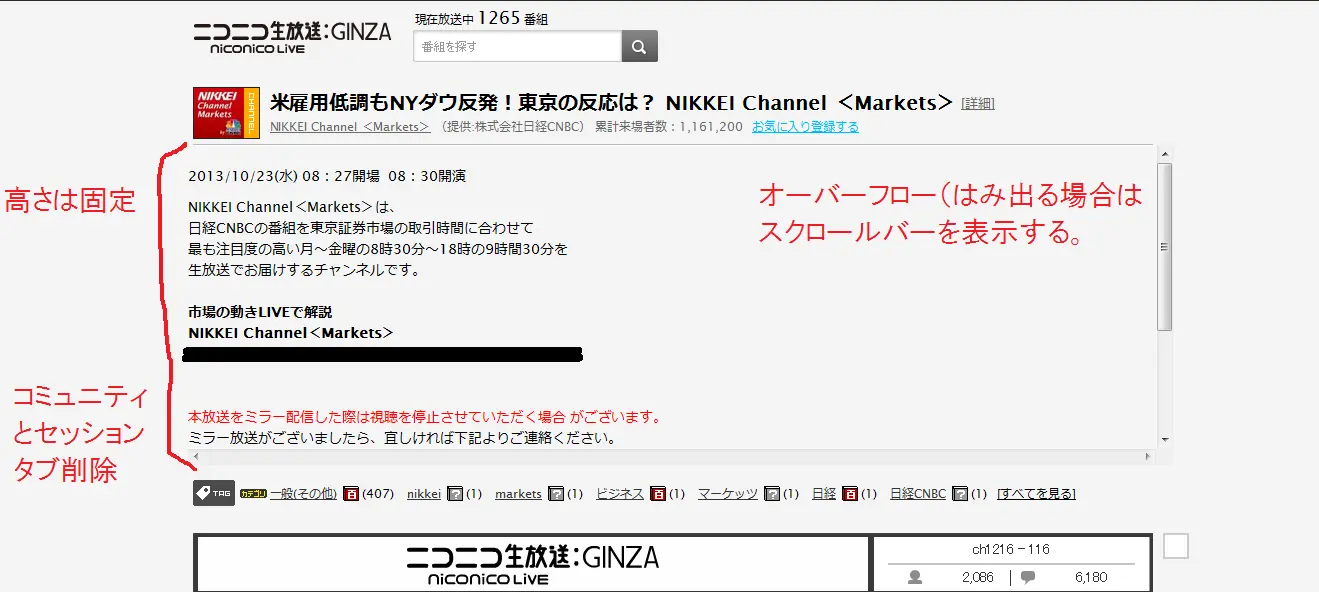 ニコニコ生放送:GINZA
niconico Live
現在放送中 1265 番組
番組を探す
NIKKEI
Channel
Markets
CHANNEL
米雇用低調もNYダウ反発！東京の反応は？ NIKKEI Channel ＜Markets＞ [詳細]
NIKKEI Channel ＜Markets＞ （提供:株式会社日経CNBC） 累計来場者数：1,161,200 お気に入り登録する
高さは固定
2013/10/23(水) 08：27開場 08：30開演
オーバーフロー（はみ出る場合は
スクロールバーを表示する。
NIKKEI Channel＜Markets＞は、
日経CNBCの番組を東京証券市場の取引時間に合わせて
最も注目度の高い月～金曜の8時30分～18時の9時間30分を
生放送でお届けするチャンネルです。
市場の動きLIVEで解説
NIKKEI Channel＜Markets＞
コミュニティ
とセッション
タブ削除
本放送をミラー配信した際は視聴を停止させていただく場合 がございます。
ミラー放送がございましたら、宜しければ下記よりご連絡ください。
TAG カテゴリ 一般(その他) 百 (407) nikkei ? (1) markets ? (1) ビジネス 百 (1) マーケッツ ? (1) 日経 百 (1) 日経CNBC ? (1) [すべてを見る]
ニコニコ生放送:GINZA
niconico Live
ch1216－116
2,086 | 6,180